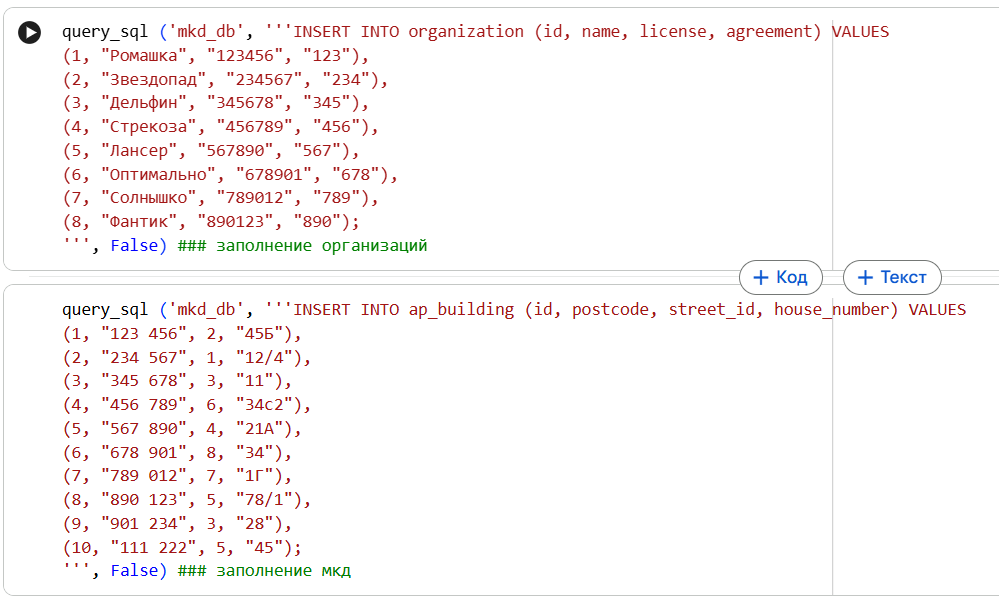 query_sql ('mkd_db', '''INSERT INTO organization (id, name, license, agreement) VALUES
(1, "Ромашка", "123456", "123"),
(2, "Звездопад", "234567", "234"),
(3, "Дельфин", "345678", "345"),
(4, "Стрекоза", "456789", "456"),
(5, "Лансер", "567890", "567"),
(6, "Оптимально", "678901", "678"),
(7, "Солнышко", "789012", "789"),
(8, "Фантик", "890123", "890");
''', False) ### заполнение организаций
+ Код + Текст
query_sql ('mkd_db', '''INSERT INTO ap_building (id, postcode, street_id, house_number) VALUES
(1, "123 456", 2, "45Б"),
(2, "234 567", 1, "12/4"),
(3, "345 678", 3, "11"),
(4, "456 789", 6, "34с2"),
(5, "567 890", 4, "21А"),
(6, "678 901", 8, "34"),
(7, "789 012", 7, "1Г"),
(8, "890 123", 5, "78/1"),
(9, "901 234", 3, "28"),
(10, "111 222", 5, "45");
''', False) ### заполнение мкд